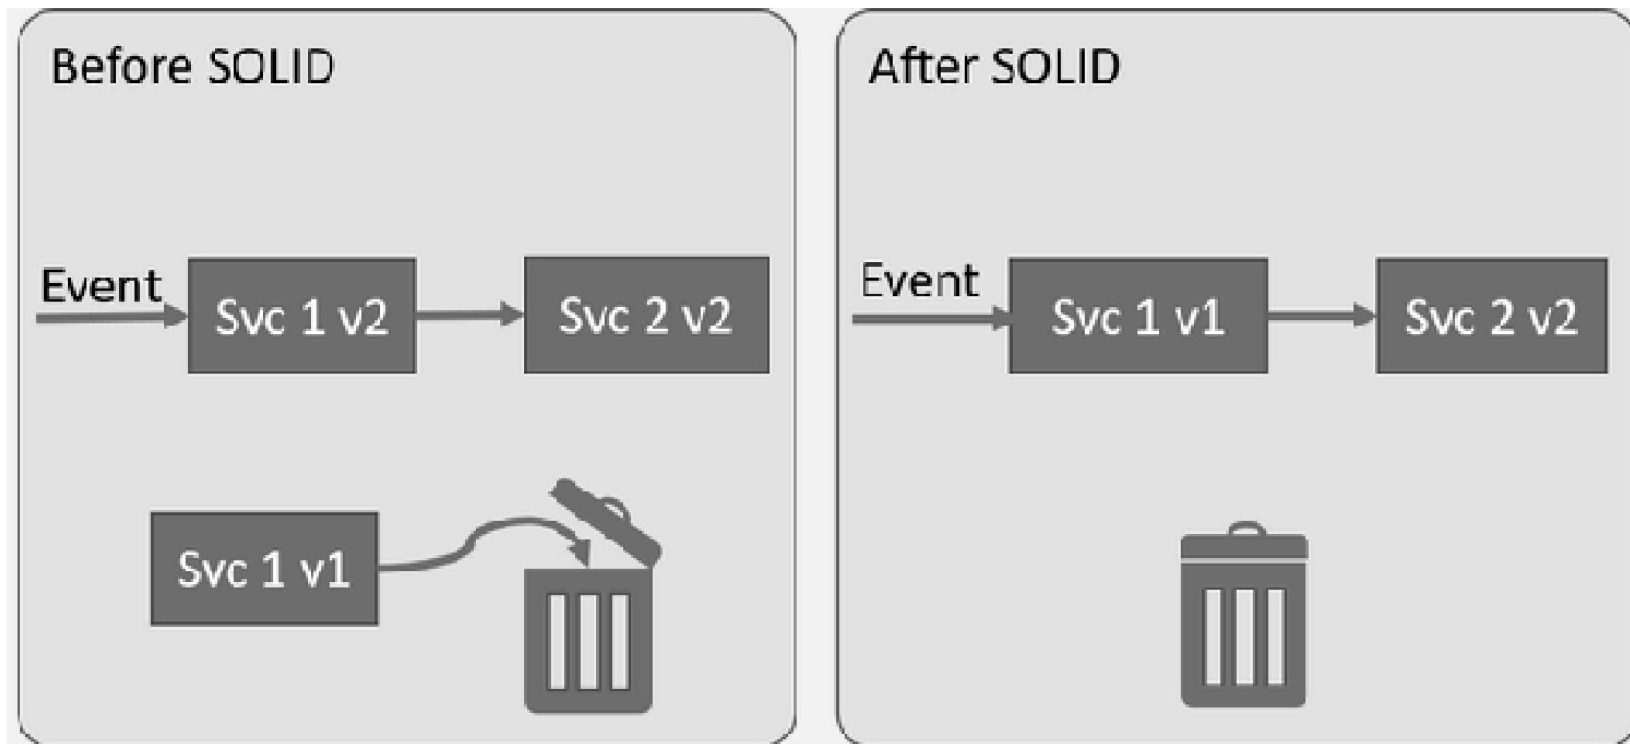 Before SOLID
Event
Svc 1 v2
Svc 2 v2
Svc 1 v1
After SOLID
Event
Svc 1 v1
Svc 2 v2